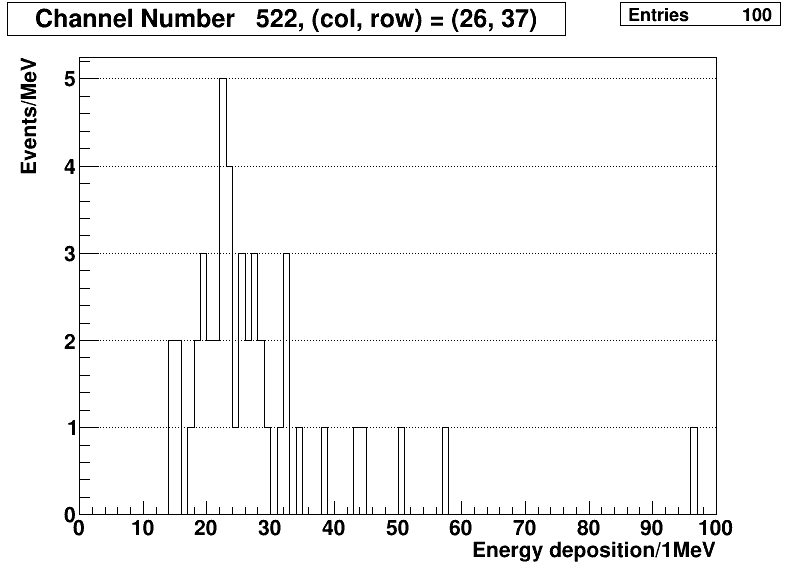 Channel Number 522, (col, row) = (26, 37)
Entries 100
Events/MeV
5
4
3
2
1
0
0 10 20 30 40 50 60 70 80 90 100
Energy deposition/1MeV